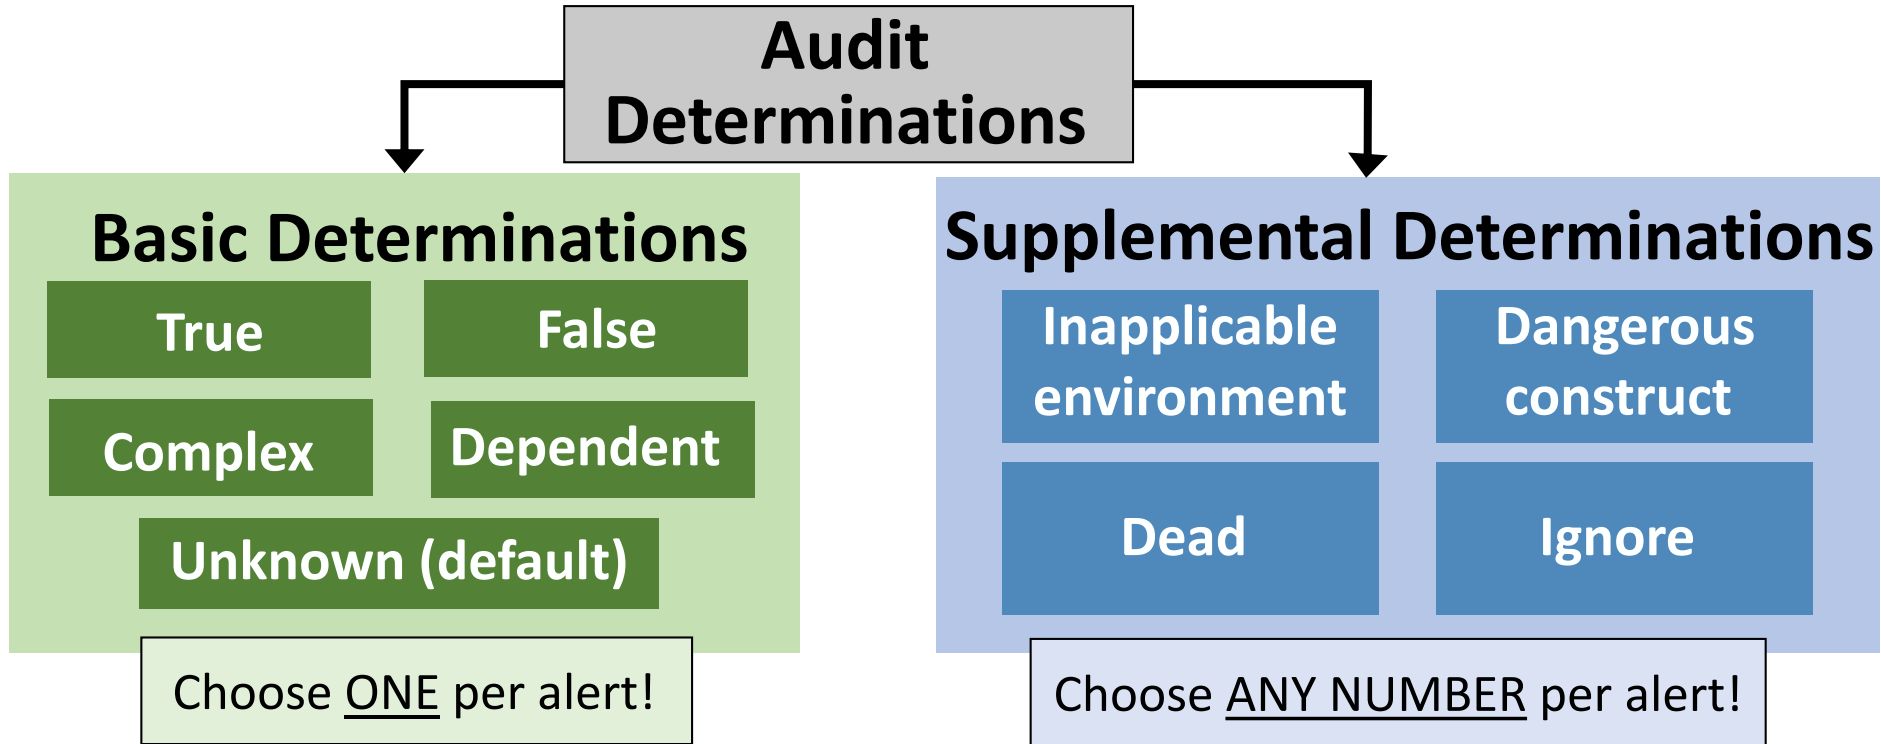 Audit
Determinations
Basic Determinations
True
False
Complex
Dependent
Unknown (default)
Choose ONE per alert!
Supplemental Determinations
Inapplicable
environment
Dangerous
construct
Dead
Ignore
Choose ANY NUMBER per alert!